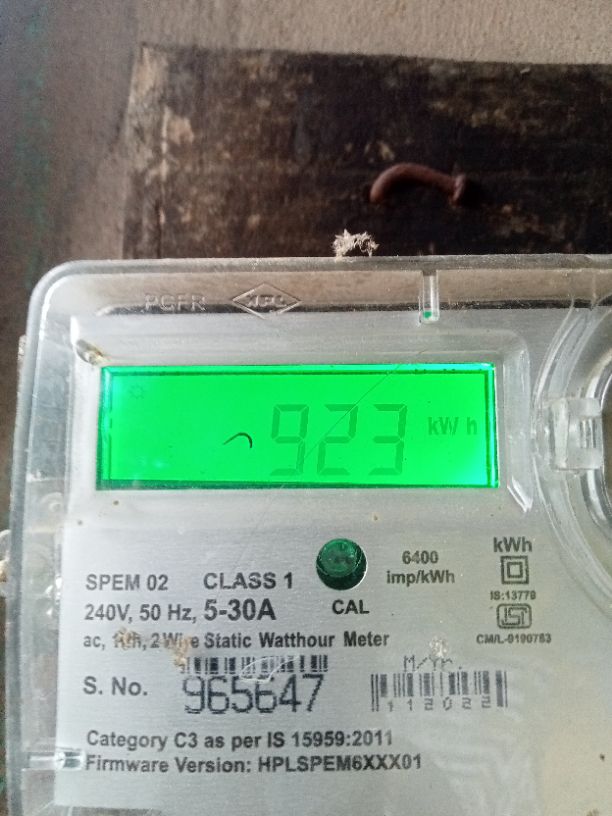 PGFR HPL
923 kWh
SPEM 02 CLASS 1
6400
imp/kWh
kWh
240V, 50 Hz, 5-30A
CAL
IS:13779
ac, 1Ph, 2 Wire Static Watthour Meter
CM/L-0190783
S. No. 965647
M/Yr.
112022
Category C3 as per IS 15959:2011
Firmware Version: HPLSPEM6XXX01